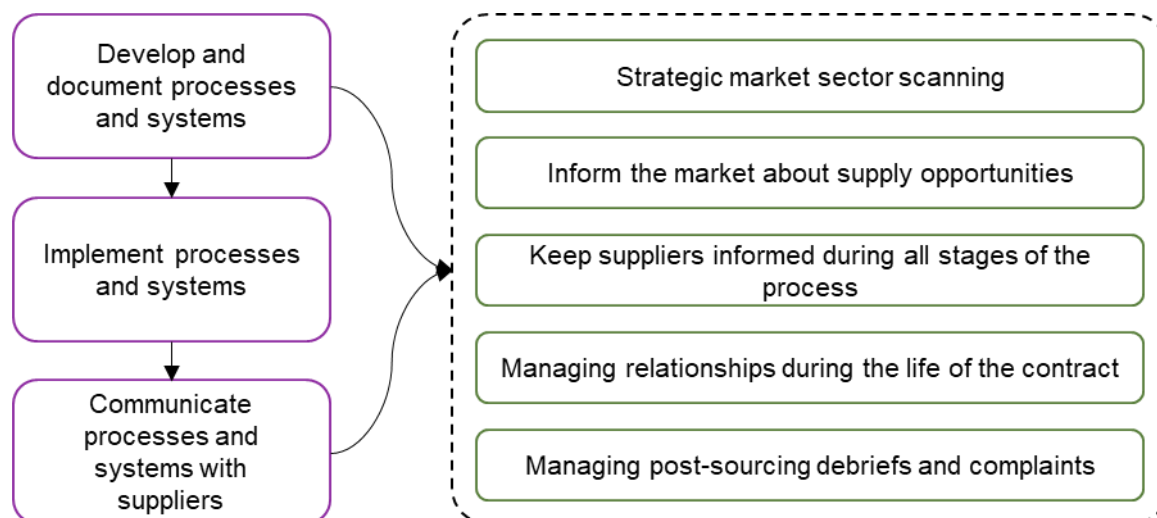 Develop and
document processes
and systems
Implement processes
and systems
Communicate
processes and
systems with
suppliers
Strategic market sector scanning
Inform the market about supply opportunities
Keep suppliers informed during all stages of the
process
Managing relationships during the life of the contract
Managing post-sourcing debriefs and complaints